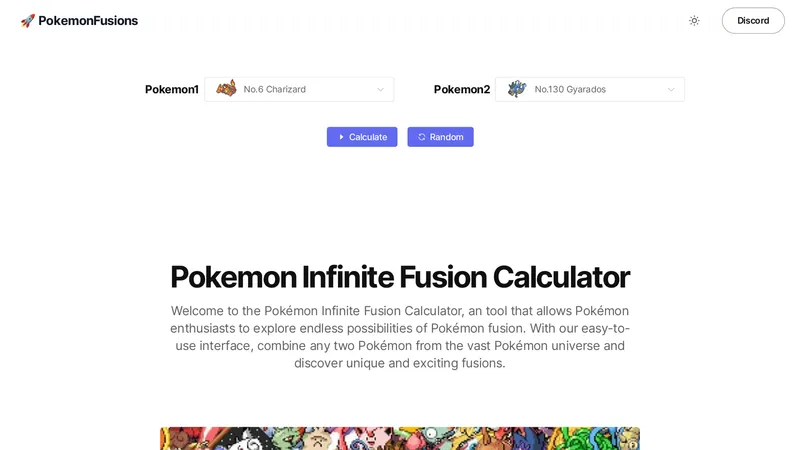 🚀 PokemonFusions
Discord
Pokemon1
No.6 Charizard
Pokemon2
No.130 Gyarados
Calculate
Random
Pokemon Infinite Fusion Calculator
Welcome to the Pokémon Infinite Fusion Calculator, an tool that allows Pokémon
enthusiasts to explore endless possibilities of Pokémon fusion. With our easy-to-
use interface, combine any two Pokémon from the vast Pokémon universe and
discover unique and exciting fusions.